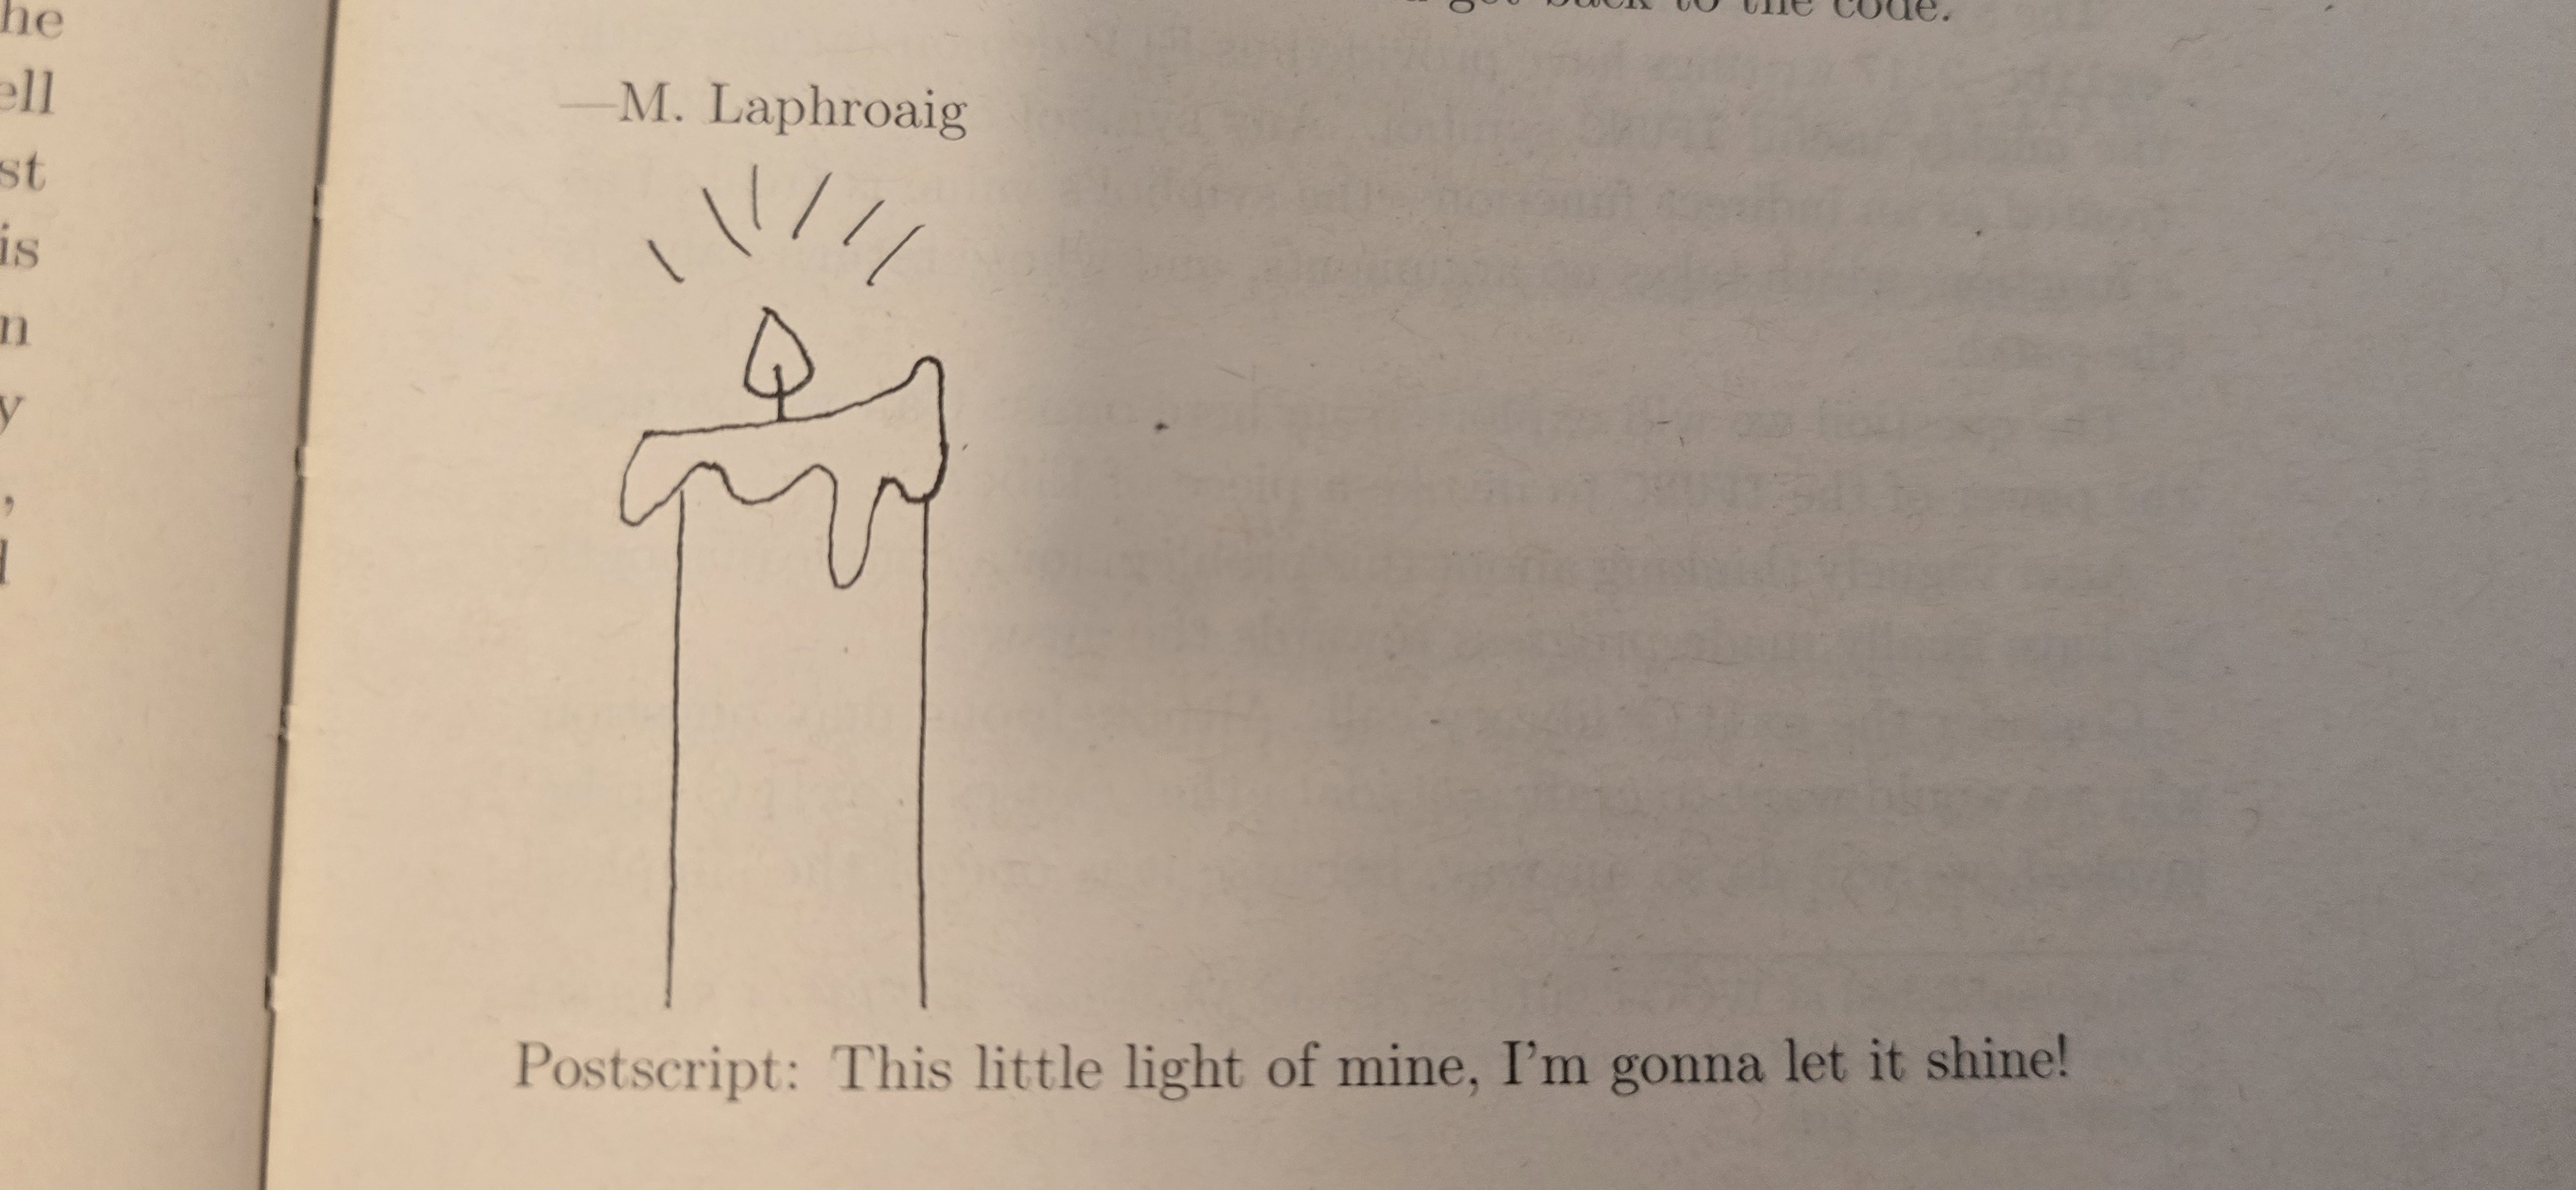 he
ell
st
is
n
y
,
d
get back to the code.
—M. Laphroaig
Postscript: This little light of mine, I'm gonna let it shine!